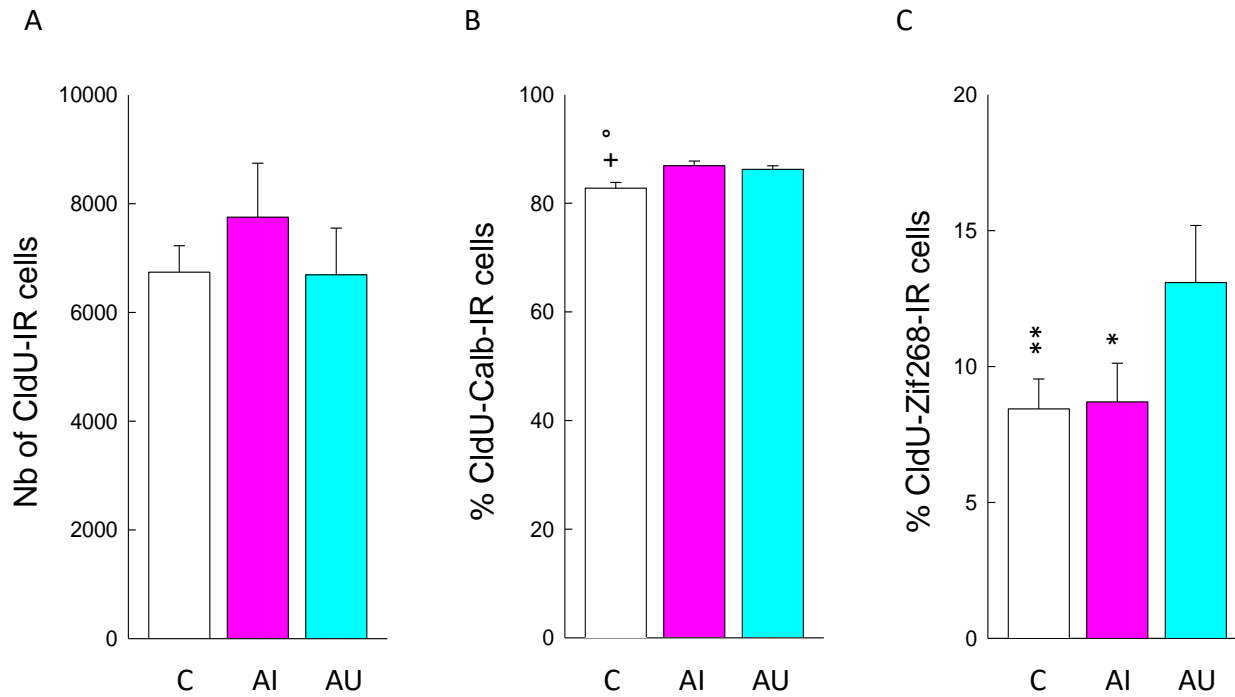 A
B
C
Nb of CldU-IR cells
10000
8000
6000
4000
2000
0
C AI AU
% CldU-Calb-IR cells
100
80
60
40
20
0
°
+
C AI AU
% CldU-Zif268-IR cells
20
15
10
5
0
**
*
C AI AU